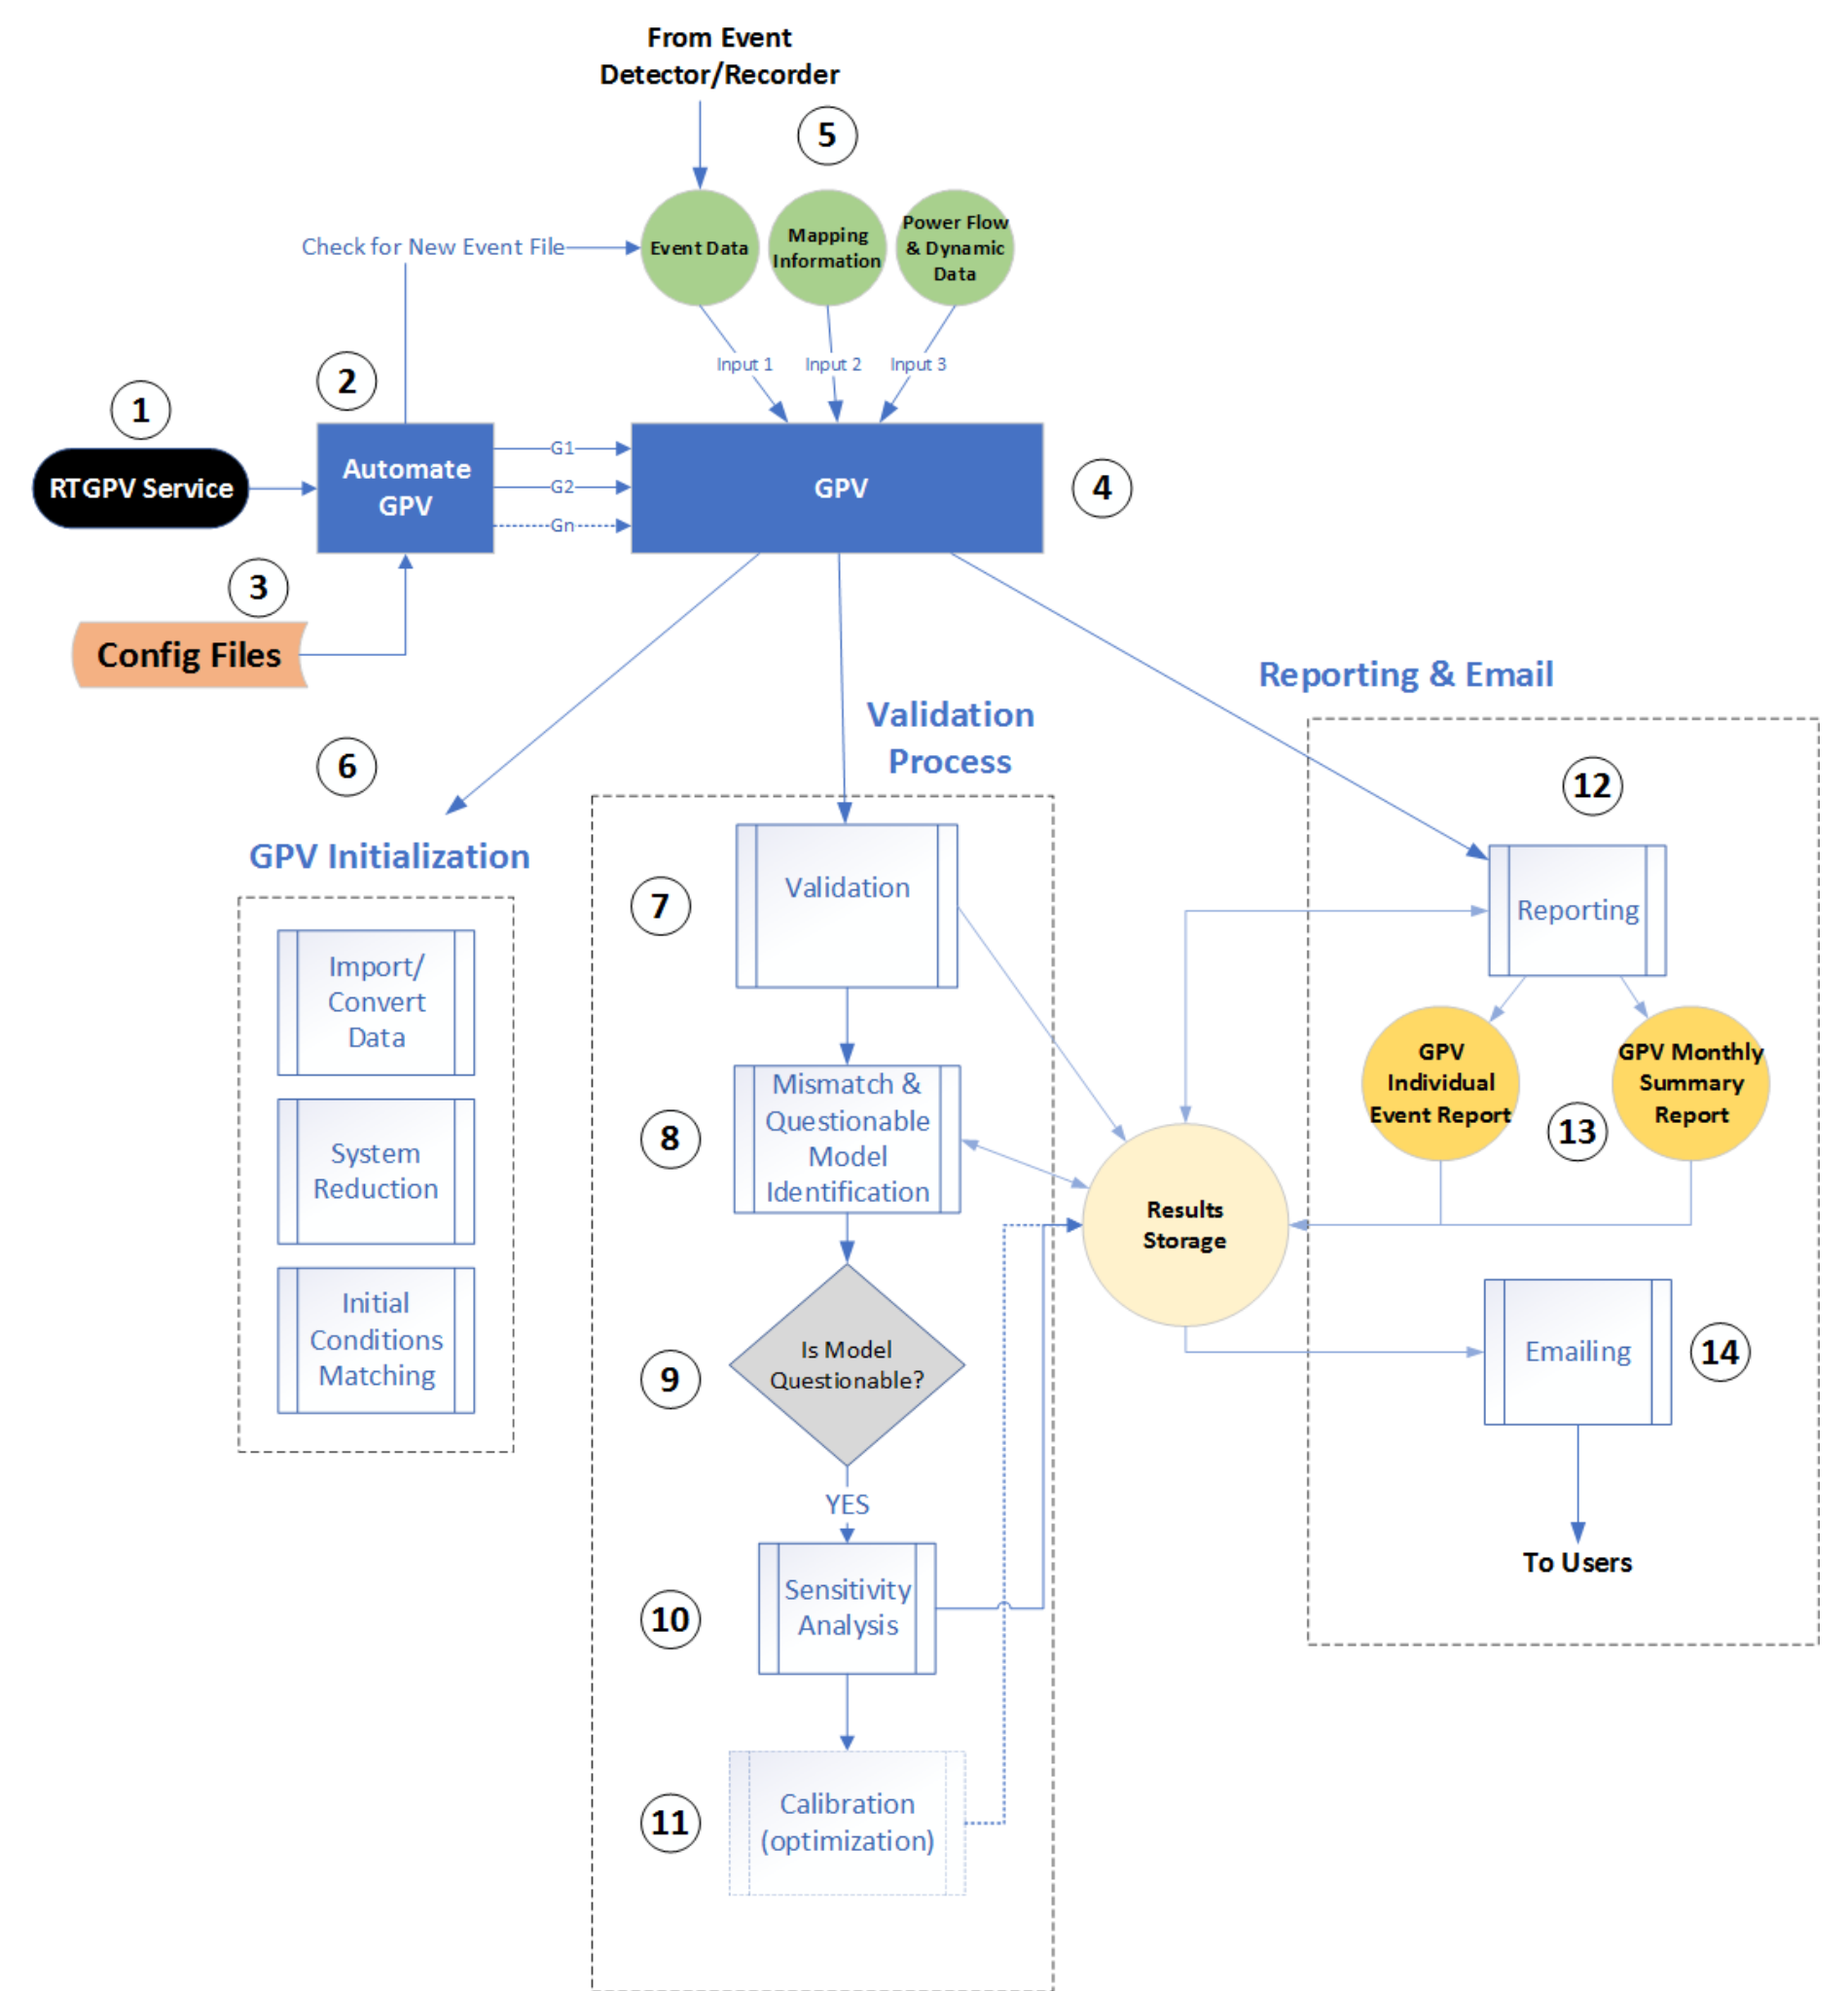 From Event
Detector/Recorder
5
Check for New Event File
Event Data
Mapping
Information
Power Flow
& Dynamic
Data
Input 1
Input 2
Input 3
1
2
RTGPV Service
Automate
GPV
G1
G2
Gn
GPV
4
3
Config Files
Reporting & Email
Validation
Process
6
12
GPV Initialization
7
Validation
Reporting
Import/
Convert
Data
GPV
Individual
Event Report
13
GPV Monthly
Summary
Report
8
Mismatch &
Questionable
Model
Identification
System
Reduction
Results
Storage
Initial
Conditions
Matching
9
Is Model
Questionable?
Emailing
14
YES
To Users
10
Sensitivity
Analysis
11
Calibration
(optimization)